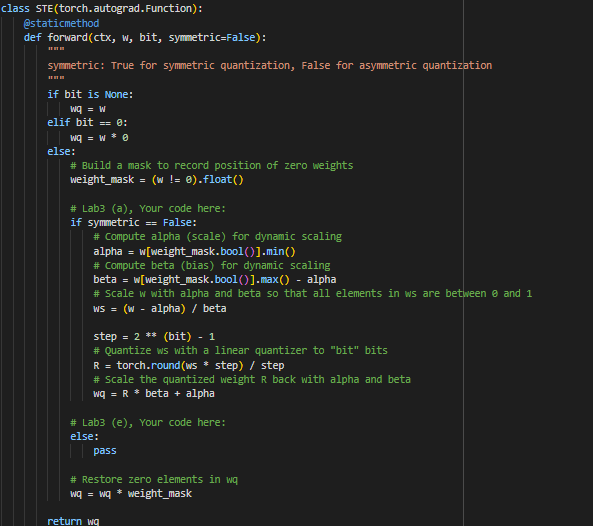 class STE(torch.autograd.Function):
    @staticmethod
    def forward(ctx, w, bit, symmetric=False):
        """
        symmetric: True for symmetric quantization, False for asymmetric quantization
        """
        if bit is None:
            wq = w
        elif bit == 0:
            wq = w * 0
        else:
            # Build a mask to record position of zero weights
            weight_mask = (w != 0).float()

            # Lab3 (a), Your code here:
            if symmetric == False:
                # Compute alpha (scale) for dynamic scaling
                alpha = w[weight_mask.bool()].min()
                # Compute beta (bias) for dynamic scaling
                beta = w[weight_mask.bool()].max() - alpha
                # Scale w with alpha and beta so that all elements in ws are between 0 and 1
                ws = (w - alpha) / beta

                step = 2 ** (bit) - 1
                # Quantize ws with a linear quantizer to "bit" bits
                R = torch.round(ws * step) / step
                # Scale the quantized weight R back with alpha and beta
                wq = R * beta + alpha

            # Lab3 (e), Your code here:
            else:
                pass

            # Restore zero elements in wq
            wq = wq * weight_mask

        return wq